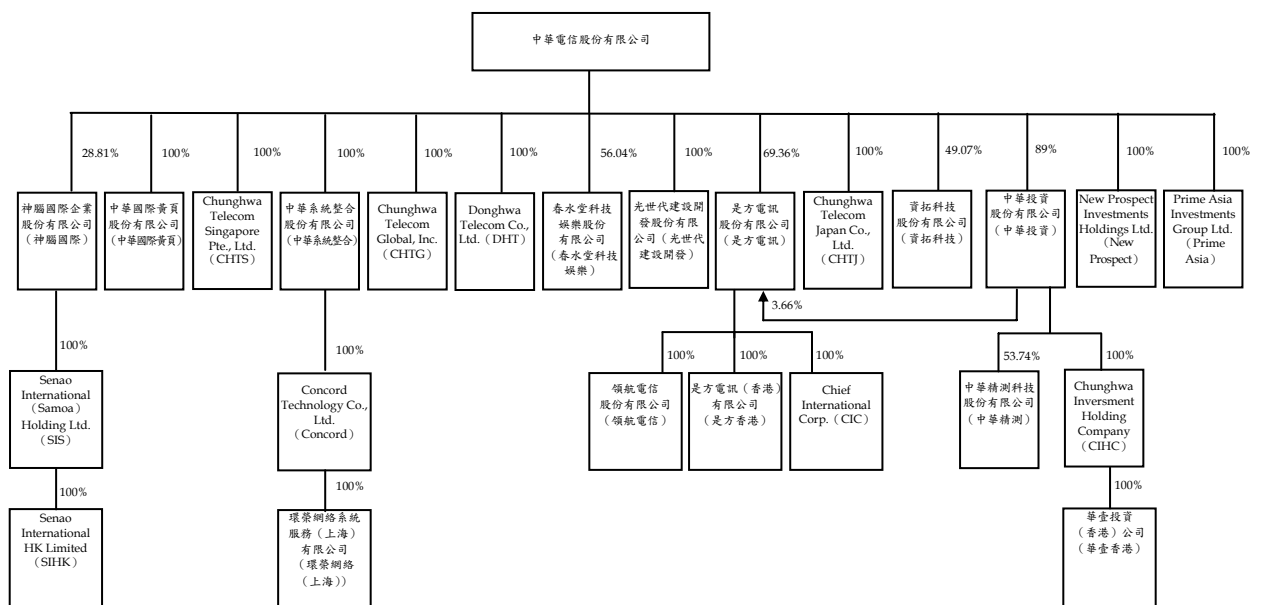 中華電信股份有限公司
28.81%
100%
100%
100%
100%
100%
56.04%
100%
69.36%
100%
49.07%
89%
100%
100%
神腦國際企業
股份有限公司
(神腦國際)
中華國際黃頁
股份有限公司
(中華國際黃頁)
Chunghwa
Telecom
Singapore
Pte., Ltd.
(CHTS)
中華系統整合
股份有限公司
(中華系統整合)
Chunghwa
Telecom
Global, Inc.
(CHTG)
Donghwa
Telecom Co.,
Ltd. (DHT)
春水堂科技
娛樂股份
有限公司
(春水堂科技
娛樂)
光世代建設開
發股份有限
公司(光世代
建設開發)
是方電訊
股份有限公司
(是方電訊)
Chunghwa
Telecom
Japan Co.,
Ltd.
(CHTJ)
資拓科技
股份有限公司
(資拓科技)
中華投資
股份有限公司
(中華投資)
New Prospect
Investments
Holdings Ltd.
(New
Prospect)
Prime Asia
Investments
Group Ltd.
(Prime
Asia)
3.66%
100%
100%
100%
100%
100%
53.74%
100%
Senao
International
(Samoa)
Holding Ltd.
(SIS)
Concord
Technology Co.,
Ltd.
(Concord)
領航電信
股份有限公司
(領航電信)
是方電訊(香港)
有限公司
(是方香港)
Chief
International
Corp. (CIC)
中華精測科技
股份有限公司
(中華精測)
Chunghwa
Inversment
Holding
Company
(CIHC)
100%
100%
100%
Senao
International
HK Limited
(SIHK)
環榮網絡系統
服務(上海)
有限公司
(環榮網絡
(上海))
華壹投資
(香港)公司
(華壹香港)